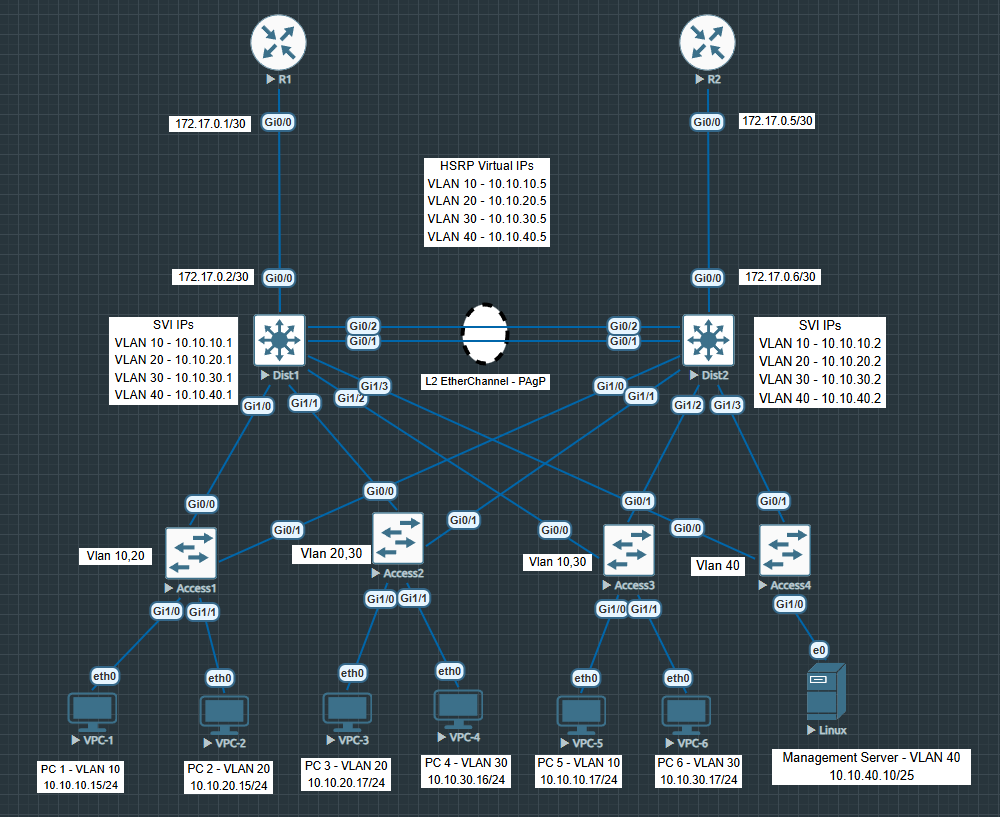 R1
R2
172.17.0.1/30
Gi0/0
Gi0/0
172.17.0.5/30
HSRP Virtual IPs
VLAN 10 - 10.10.10.5
VLAN 20 - 10.10.20.5
VLAN 30 - 10.10.30.5
VLAN 40 - 10.10.40.5
172.17.0.2/30
Gi0/0
Gi0/0
172.17.0.6/30
SVI IPs
VLAN 10 - 10.10.10.1
VLAN 20 - 10.10.20.1
VLAN 30 - 10.10.30.1
VLAN 40 - 10.10.40.1
Dist1
Gi0/2
Gi0/1
Gi0/2
Gi0/1
L2 EtherChannel - PAgP
Dist2
SVI IPs
VLAN 10 - 10.10.10.2
VLAN 20 - 10.10.20.2
VLAN 30 - 10.10.30.2
VLAN 40 - 10.10.40.2
Gi1/0
Gi1/1
Gi1/2
Gi1/3
Gi1/0
Gi1/1
Gi1/2
Gi1/3
Gi0/0
Gi0/1
Gi0/0
Gi0/1
Gi0/0
Gi0/1
Gi0/0
Gi0/1
Vlan 10,20
Access1
Vlan 20,30
Access2
Vlan 10,30
Access3
Vlan 40
Access4
Gi1/0
Gi1/1
Gi1/0
Gi1/1
Gi1/0
Gi1/1
Gi1/0
eth0
eth0
eth0
eth0
eth0
eth0
e0
VPC-1
VPC-2
VPC-3
VPC-4
VPC-5
VPC-6
Linux
PC 1 - VLAN 10
10.10.10.15/24
PC 2 - VLAN 20
10.10.20.15/24
PC 3 - VLAN 20
10.10.20.17/24
PC 4 - VLAN 30
10.10.30.16/24
PC 5 - VLAN 10
10.10.10.17/24
PC 6 - VLAN 30
10.10.30.17/24
Management Server - VLAN 40
10.10.40.10/25